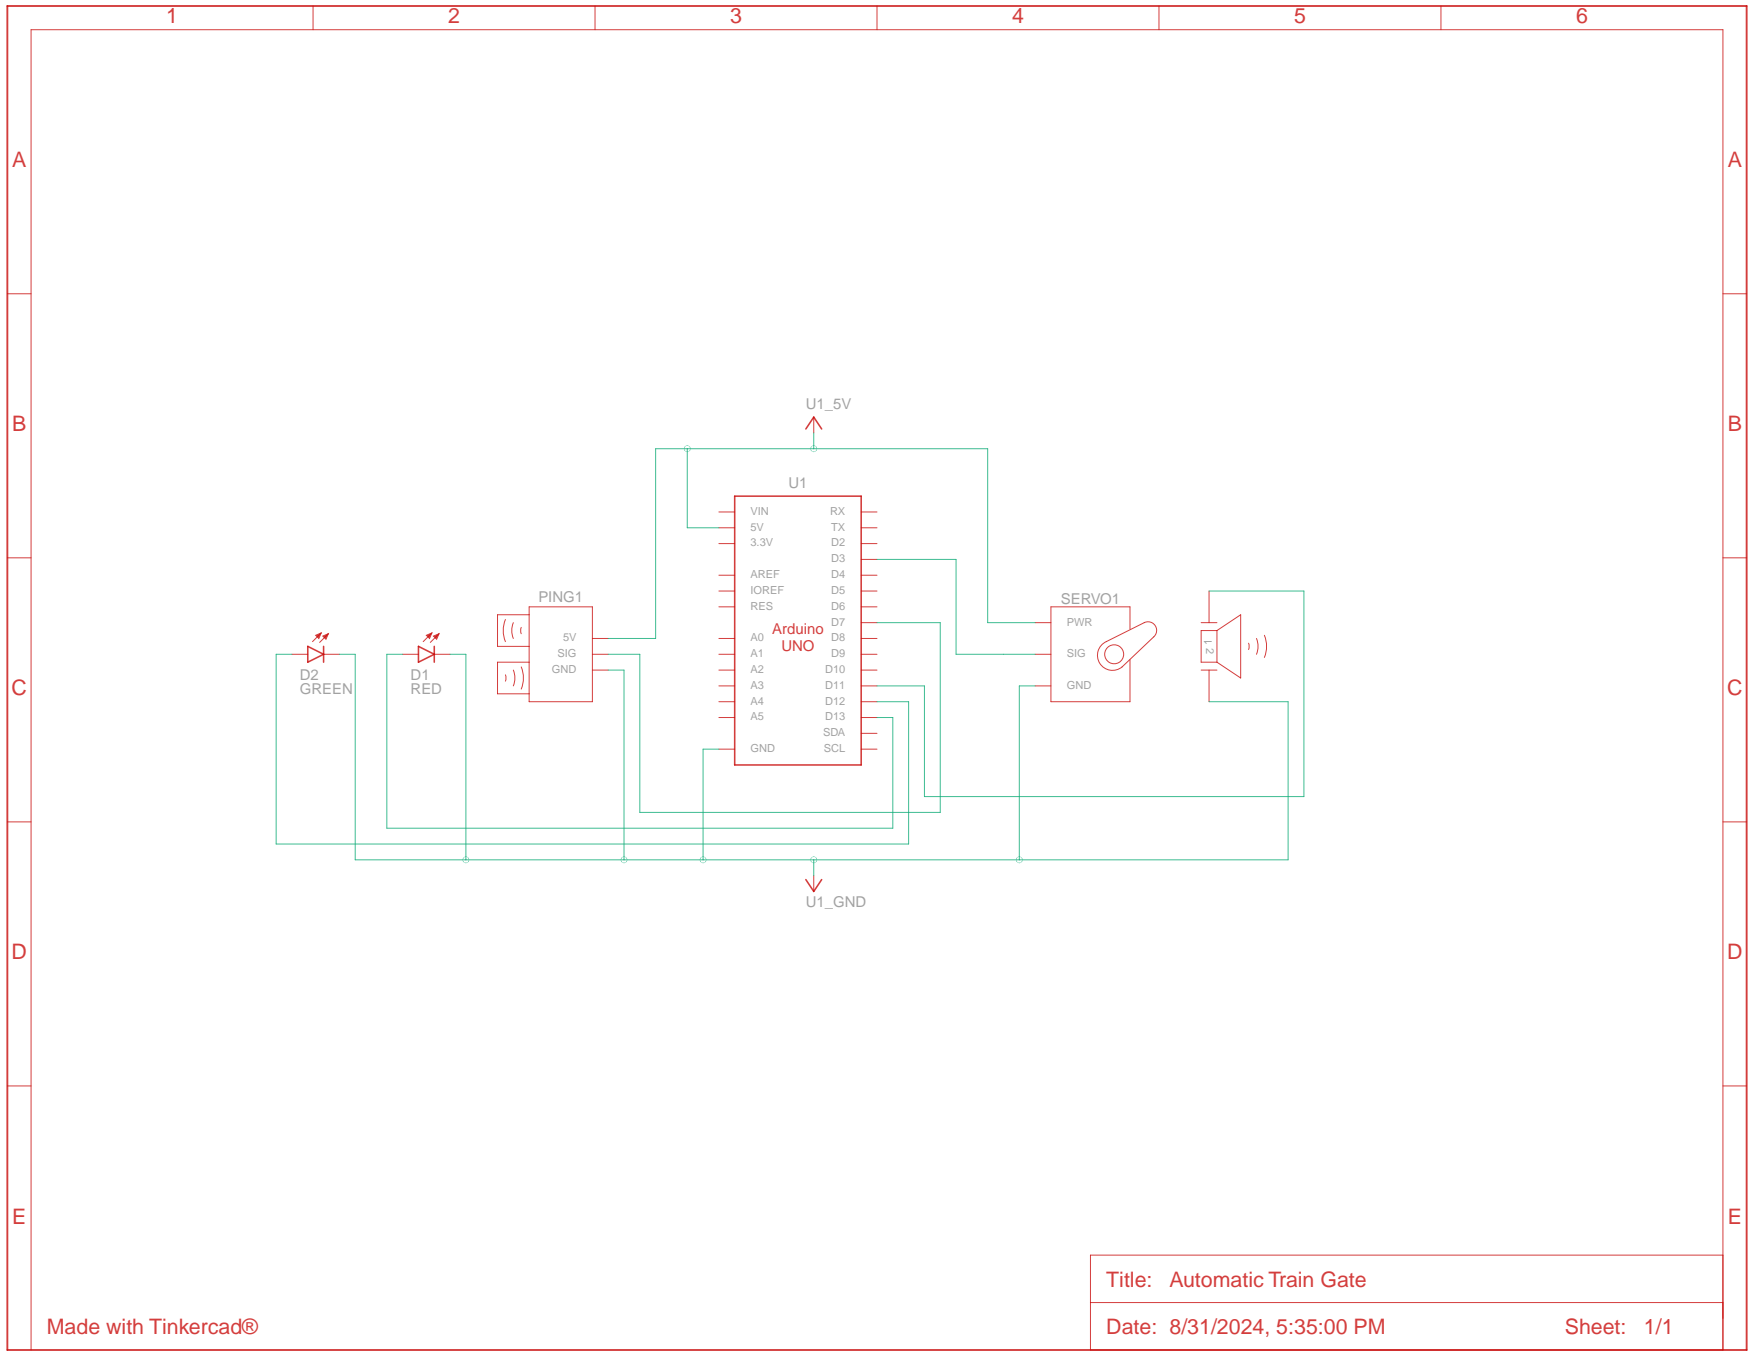 1 2 3 4 5 6
A A
B B
C C
D D
E E
U1_5V
U1
VIN RX
5V TX
3.3V D2
D3
AREF D4
IOREF D5
RES D6
D7
A0 D8
A1 D9
A2 D10
A3 D11
A4 D12
A5 D13
SDA
GND SCL
Arduino
UNO
PING1
5V
SIG
GND
D2
GREEN
D1
RED
SERVO1
PWR
SIG
GND
1 2
U1_GND
Title: Automatic Train Gate
Date: 8/31/2024, 5:35:00 PM Sheet: 1/1
Made with Tinkercad®